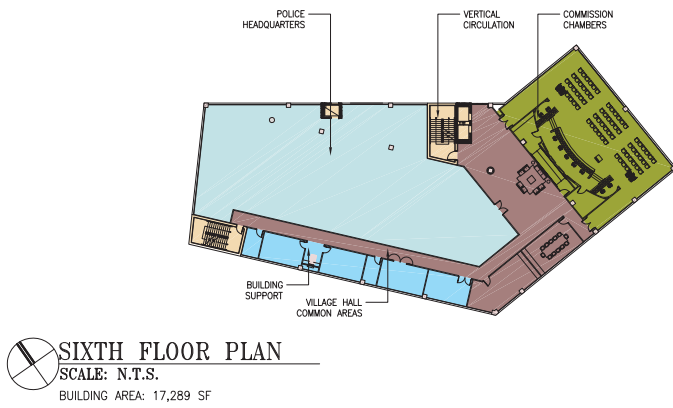 POLICE
HEADQUARTERS
VERTICAL
CIRCULATION
COMMISSION
CHAMBERS
BUILDING
SUPPORT
VILLAGE HALL
COMMON AREAS
SIXTH FLOOR PLAN
SCALE: N.T.S.
BUILDING AREA: 17,289 SF